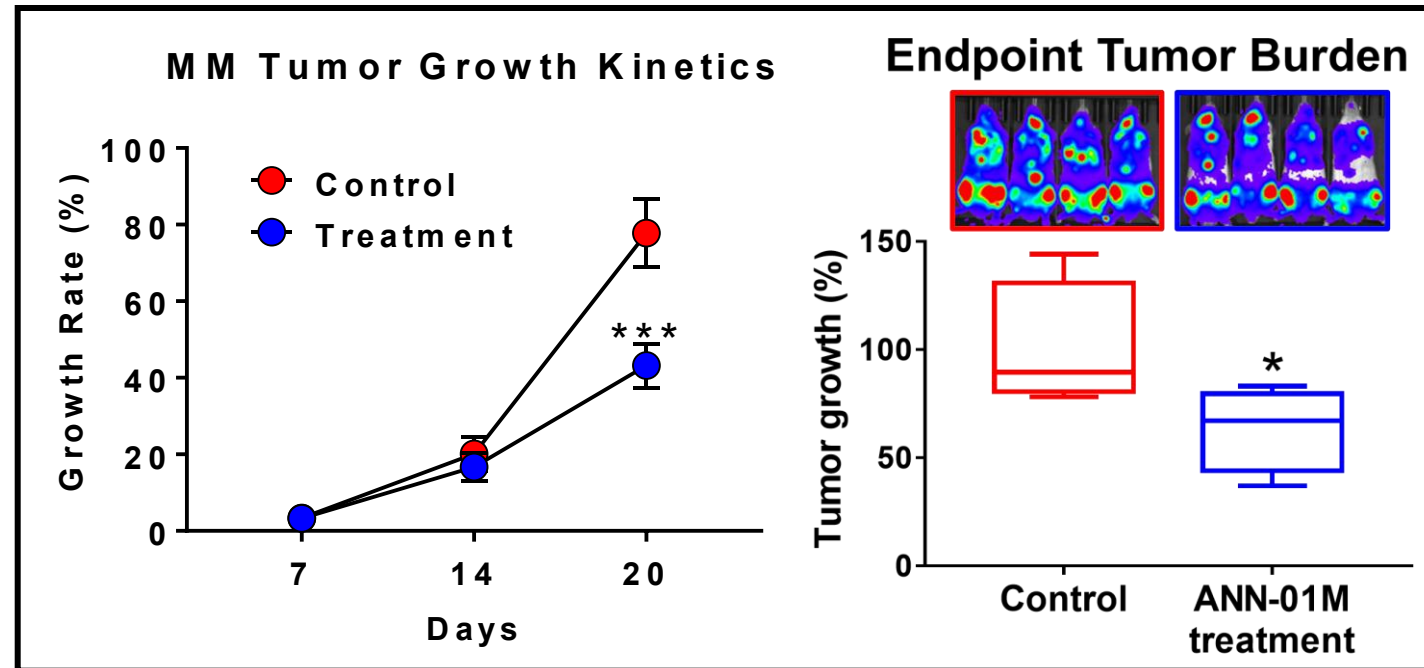 MM Tumor Growth Kinetics
Growth Rate (%)
100
80
60
40
20
0
Control
Treatment
***
7 14 20
Days
Endpoint Tumor Burden
Tumor growth (%)
150
100
50
0
*
Control
ANN-01M
treatment